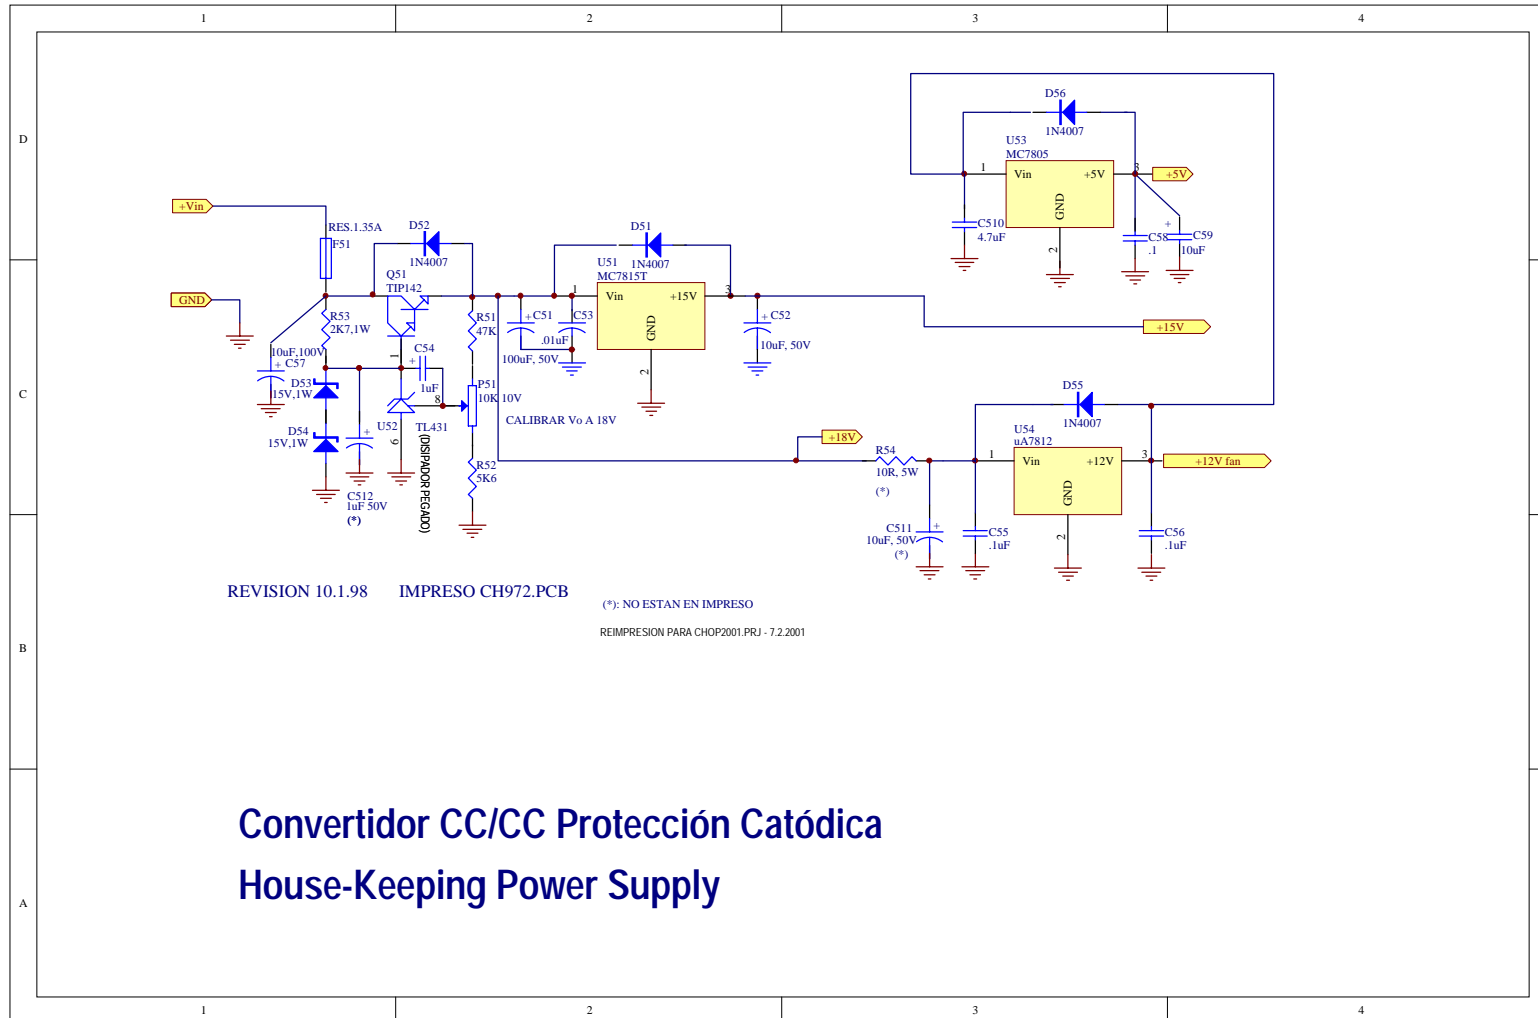 1 2 3 4
D
C
B
A
+Vin
GND
RES.1.35A
F51
R53
2K7,1W
10uF,100V
+ C57
D53
15V,1W
D54
15V,1W
C512
1uF 50V
(*)
D52
1N4007
Q51
TIP142
1
+ C54
1uF
8
U52
6
TL431
(DISIPADOR PEGADO)
R51
47K
P51
10K 10V
R52
5K6
CALIBRAR Vo A 18V
+ C51
100uF, 50V
C53
.01uF
D51
1N4007
U51
MC7815T
1
Vin
+15V
3
GND
2
+ C52
10uF, 50V
+15V
D56
1N4007
U53
MC7805
1
Vin
+5V
3
GND
2
+5V
C510
4.7uF
C58
.1
+
C59
10uF
+18V
R54
10R, 5W
(*)
C511
+
10uF, 50V
(*)
C55
.1uF
D55
1N4007
U54
uA7812
1
Vin
+12V
3
GND
2
+12V fan
C56
.1uF
REVISION 10.1.98 IMPRESO CH972.PCB
(*): NO ESTAN EN IMPRESO
REIMPRESION PARA CHOP2001.PRJ - 7.2.2001
Convertidor CC/CC Protección Catódica
House-Keeping Power Supply
1 2 3 4